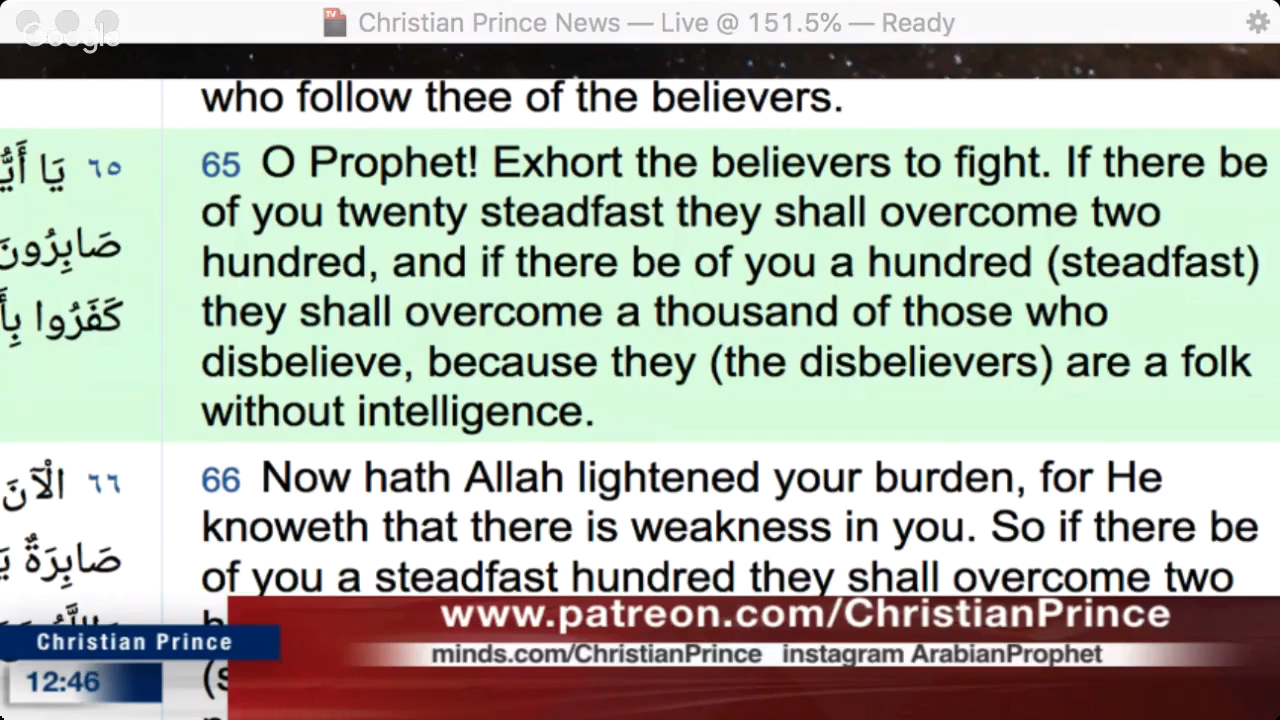 Christian Prince News — Live @ 151.5% — Ready
Google
who follow thee of the believers.
٦٥ يَا
65 O Prophet! Exhort the believers to fight. If there be
of you twenty steadfast they shall overcome two
صَابِرُونَ
hundred, and if there be of you a hundred (steadfast)
كَفَرُوا
they shall overcome a thousand of those who
disbelieve, because they (the disbelievers) are a folk
without intelligence.
٦٦ الْآنَ
66 Now hath Allah lightened your burden, for He
knoweth that there is weakness in you. So if there be
صَابِرَةٌ
of you a steadfast hundred they shall overcome two
www.patreon.com/ChristianPrince
Christian Prince
minds.com/ChristianPrince instagram ArabianProphet
12:46